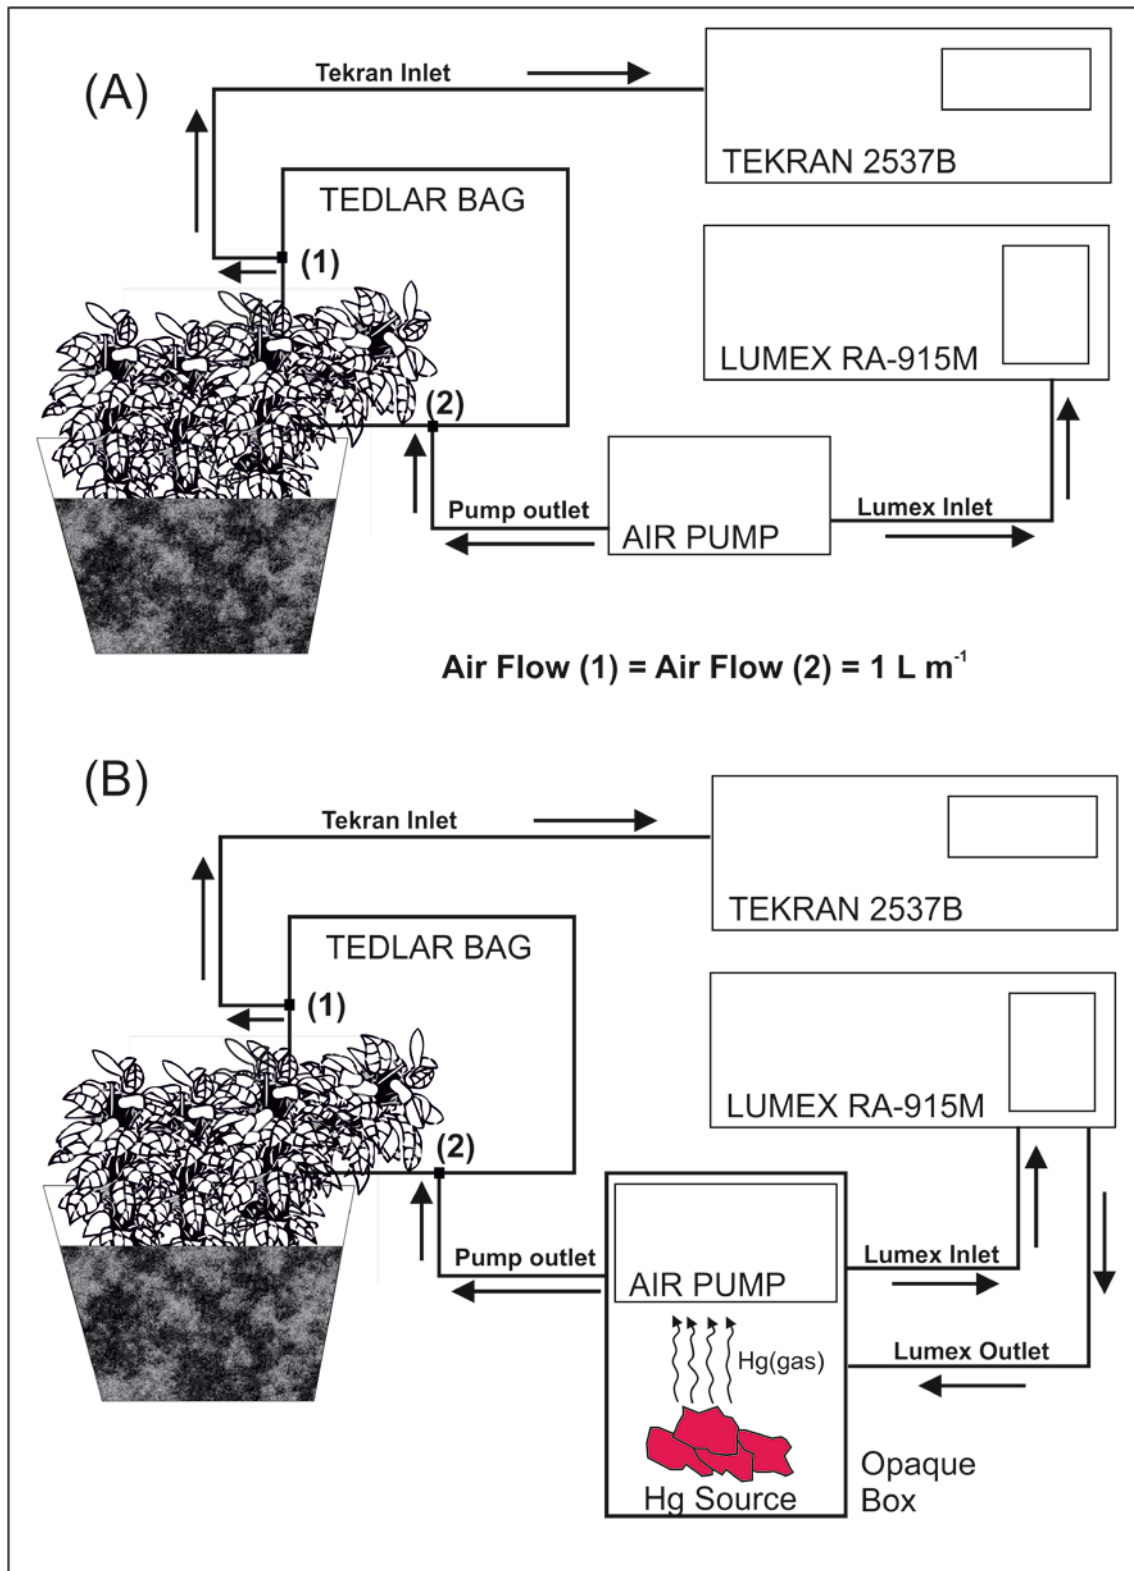 (A)
Tekran Inlet
TEKRAN 2537B
TEDLAR BAG
(1)
LUMEX RA-915M
(2)
Pump outlet
AIR PUMP
Lumex Inlet
Air Flow (1) = Air Flow (2) = 1 L m⁻¹
(B)
Tekran Inlet
TEKRAN 2537B
TEDLAR BAG
(1)
LUMEX RA-915M
(2)
Pump outlet
AIR PUMP
Lumex Inlet
Hg(gas)
Lumex Outlet
Hg Source
Opaque
Box